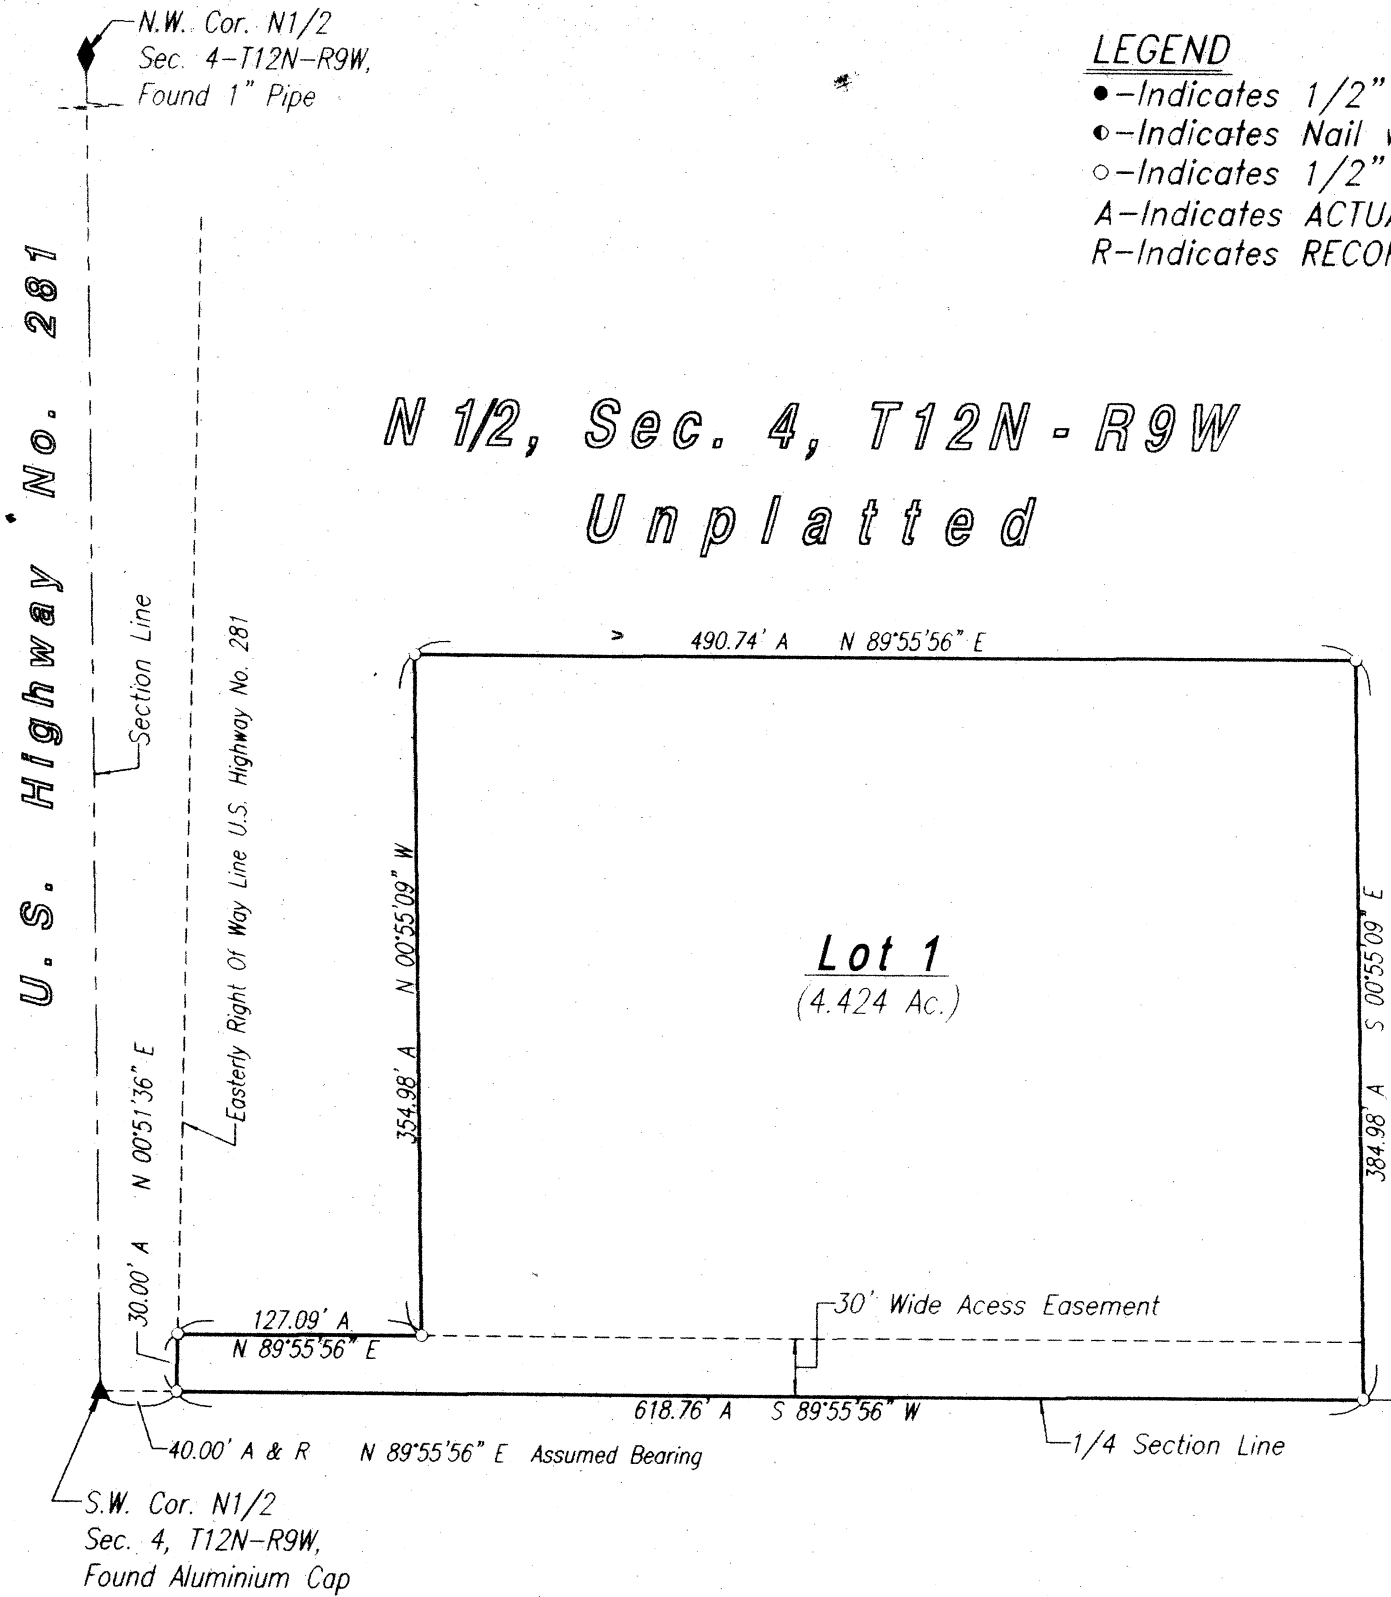 N.W. Cor. N1/2
Sec. 4-T12N-R9W,
Found 1" Pipe
LEGEND
●-Indicates 1/2"
◐-Indicates Nail
○-Indicates 1/2"
A-Indicates ACTUA
R-Indicates RECOR
U.S. Highway No. 281
N 1/2, Sec. 4, T12N - R9W
Unplatted
Section Line
Easterly Right Of Way Line U.S. Highway No. 281
490.74' A N 89°55'56" E
354.98' A N 00°55'09" W
Lot 1
(4.424 Ac.)
384.98' A S 00°55'09" E
30.00' A N 00°51'36" E
127.09' A
N 89°55'56" E
30' Wide Acess Easement
618.76' A S 89°55'56" W
40.00' A & R N 89°55'56" E Assumed Bearing
1/4 Section Line
S.W. Cor. N1/2
Sec. 4, T12N-R9W,
Found Aluminium Cap